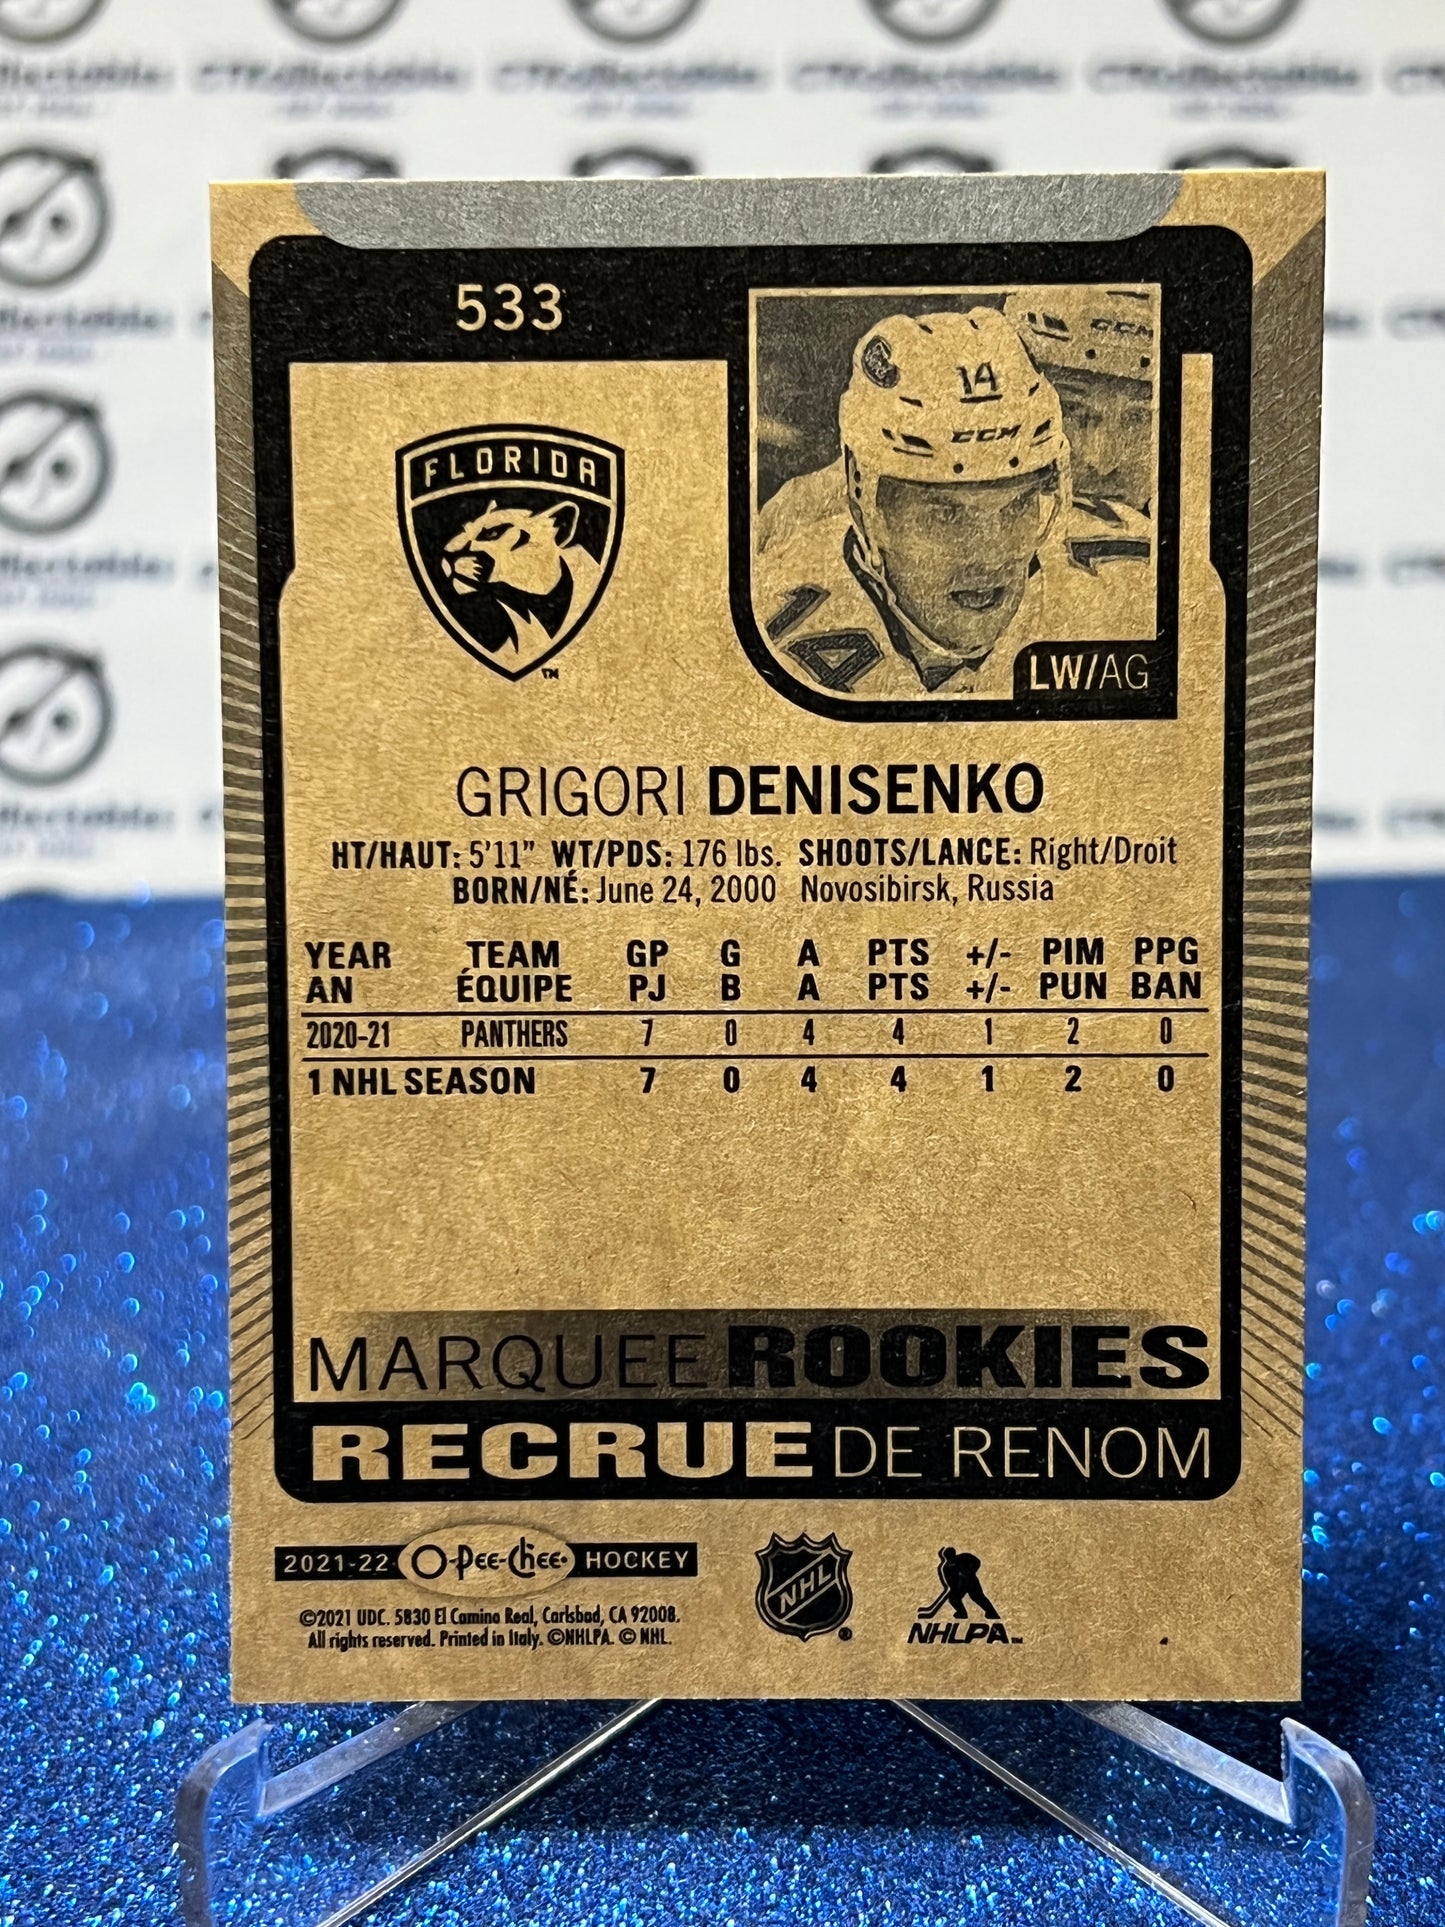 533
14
CCM
CCM
FLORIDA
TM
LW/AG
GRIGORI DENISENKO
HT/HAUT: 5'11" WT/PDS: 176 lbs. SHOOTS/LANCE: Right/Droit
BORN/NÉ: June 24, 2000 Novosibirsk, Russia
YEAR TEAM GP G A PTS +/- PIM PPG
AN ÉQUIPE PJ B A PTS +/- PUN BAN
2020-21 PANTHERS 7 0 4 4 1 2 0
1 NHL SEASON 7 0 4 4 1 2 0
MARQUEE ROOKIES
RECRUE DE RENOM
2021-22 O-Pee-Chee HOCKEY
©2021 UDC. 5830 El Camino Real, Carlsbad, CA 92008.
All rights reserved. Printed in Italy. ©NHLPA. © NHL.
NHL ®
NHLPA™